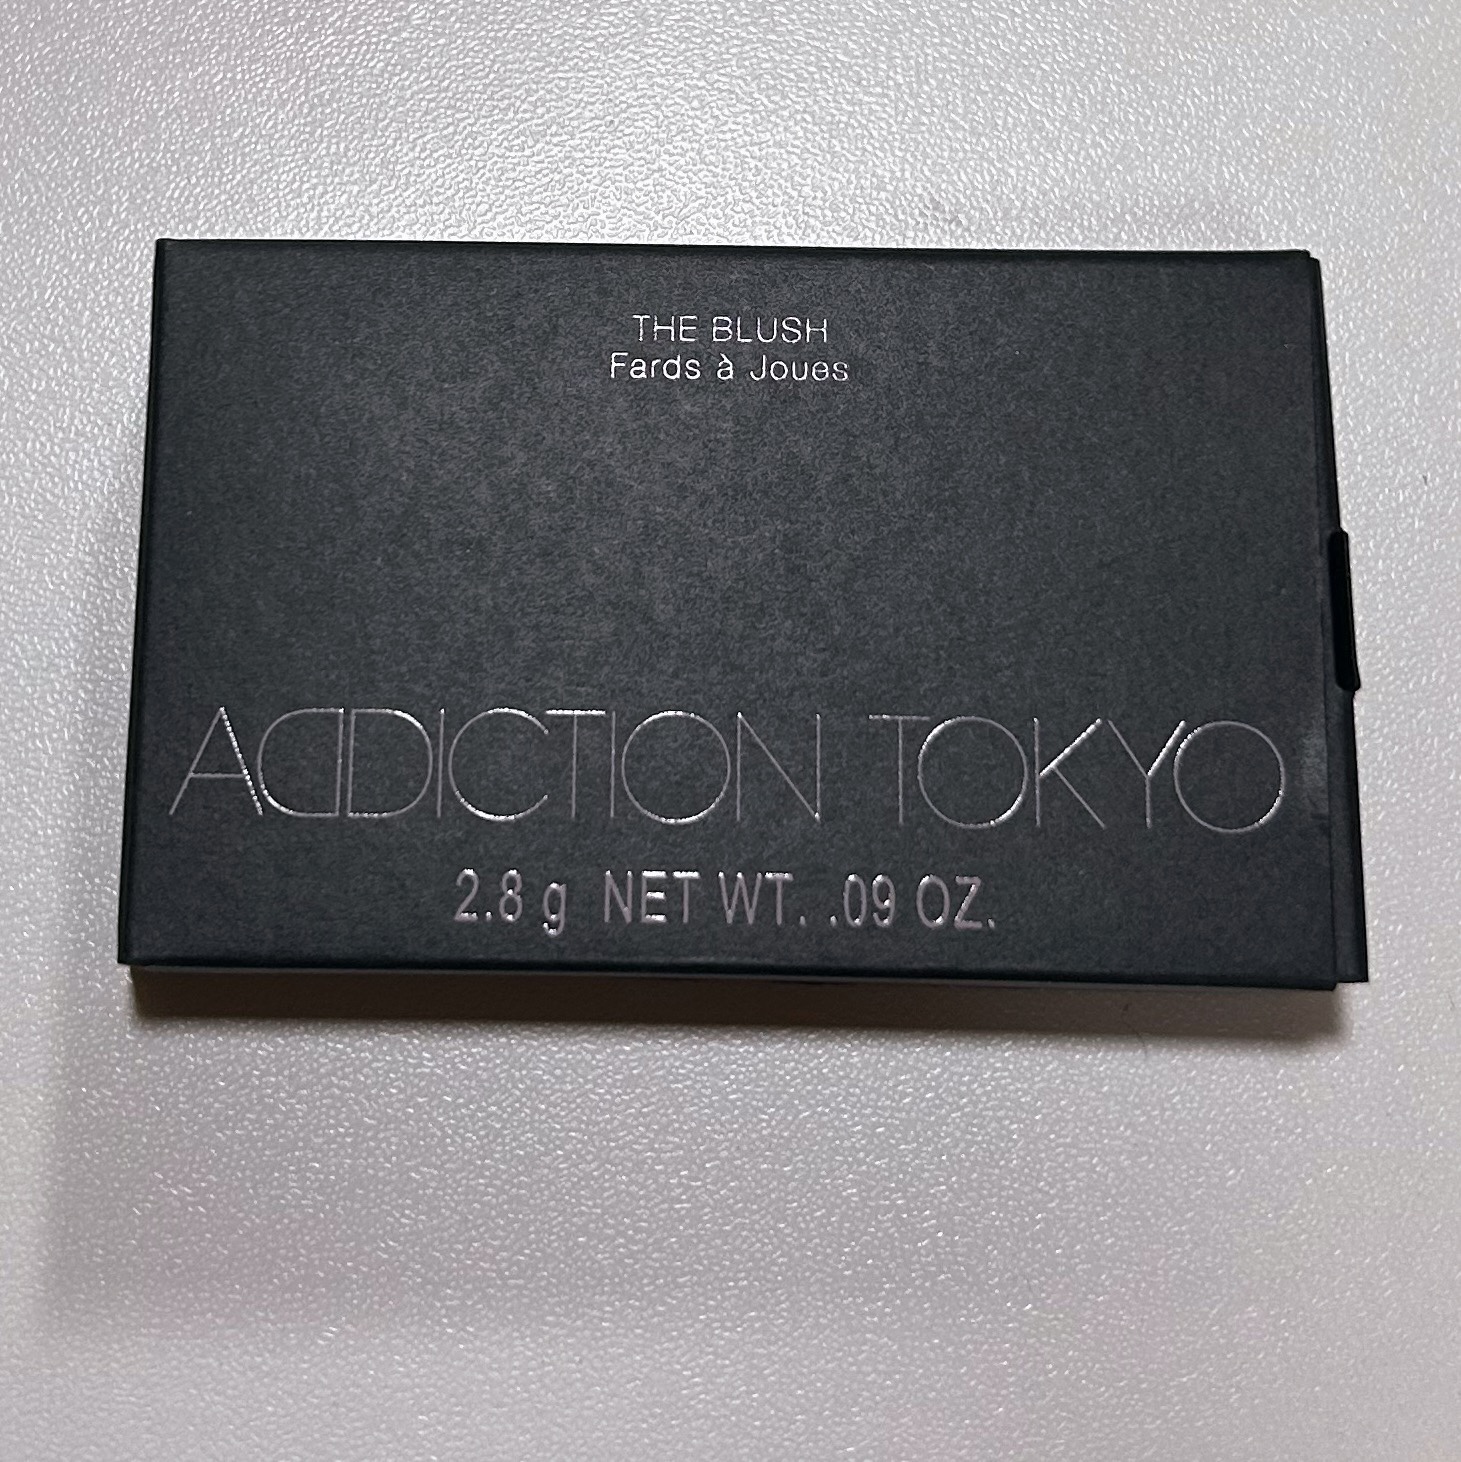 THE BLUSH
Fards à Joues
ADDICTION TOKYO
2.8 g NET WT. .09 OZ.